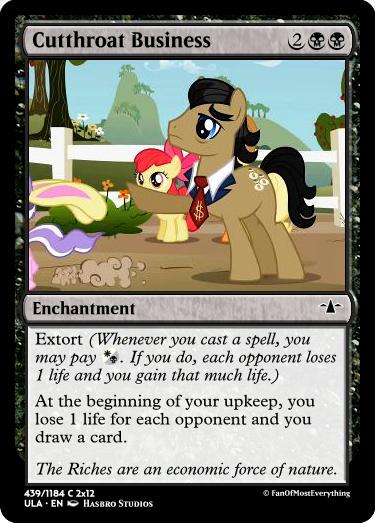 Cutthroat Business 2
Enchantment
Extort (Whenever you cast a spell, you
may pay . If you do, each opponent loses
1 life and you gain that much life.)
At the beginning of your upkeep, you
lose 1 life for each opponent and you
draw a card.
The Riches are an economic force of nature.
439/1184 C 2x12
ULA • EN Hasbro Studios
© FanOfMostEverything
$